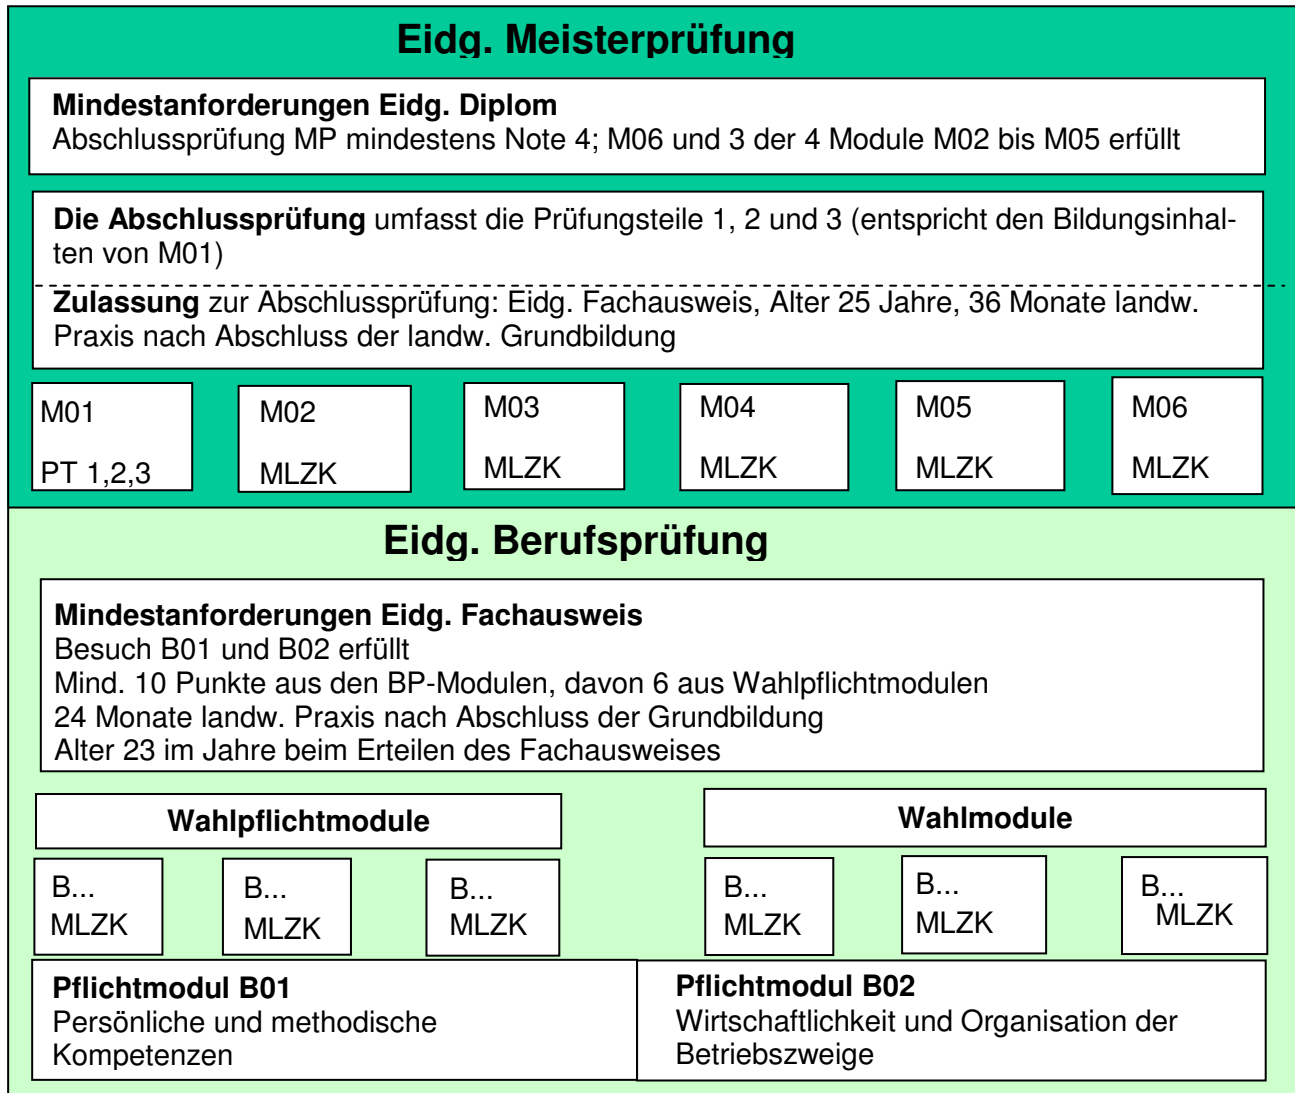 Eidg. Meisterprüfung
Mindestanforderungen Eidg. Diplom
Abschlussprüfung MP mindestens Note 4; M06 und 3 der 4 Module M02 bis M05 erfüllt
Die Abschlussprüfung umfasst die Prüfungsteile 1, 2 und 3 (entspricht den Bildungsinhal-
ten von M01)
Zulassung zur Abschlussprüfung: Eidg. Fachausweis, Alter 25 Jahre, 36 Monate landw.
Praxis nach Abschluss der landw. Grundbildung
M01
PT 1,2,3
M02
MLZK
M03
MLZK
M04
MLZK
M05
MLZK
M06
MLZK
Eidg. Berufsprüfung
Mindestanforderungen Eidg. Fachausweis
Besuch B01 und B02 erfüllt
Mind. 10 Punkte aus den BP-Modulen, davon 6 aus Wahlpflichtmodulen
24 Monate landw. Praxis nach Abschluss der Grundbildung
Alter 23 im Jahre beim Erteilen des Fachausweises
Wahlpflichtmodule
B...
MLZK
B...
MLZK
B...
MLZK
Wahlmodule
B...
MLZK
B...
MLZK
B...
MLZK
Pflichtmodul B01
Persönliche und methodische
Kompetenzen
Pflichtmodul B02
Wirtschaftlichkeit und Organisation der
Betriebszweige